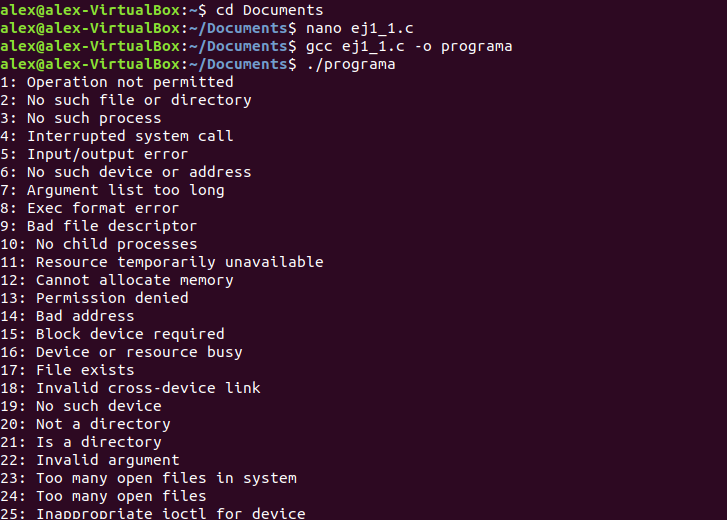 alex@alex-VirtualBox:~$ cd Documents
alex@alex-VirtualBox:~/Documents$ nano ej1_1.c
alex@alex-VirtualBox:~/Documents$ gcc ej1_1.c -o programa
alex@alex-VirtualBox:~/Documents$ ./programa
1: Operation not permitted
2: No such file or directory
3: No such process
4: Interrupted system call
5: Input/output error
6: No such device or address
7: Argument list too long
8: Exec format error
9: Bad file descriptor
10: No child processes
11: Resource temporarily unavailable
12: Cannot allocate memory
13: Permission denied
14: Bad address
15: Block device required
16: Device or resource busy
17: File exists
18: Invalid cross-device link
19: No such device
20: Not a directory
21: Is a directory
22: Invalid argument
23: Too many open files in system
24: Too many open files
25: Inappropriate ioctl for device